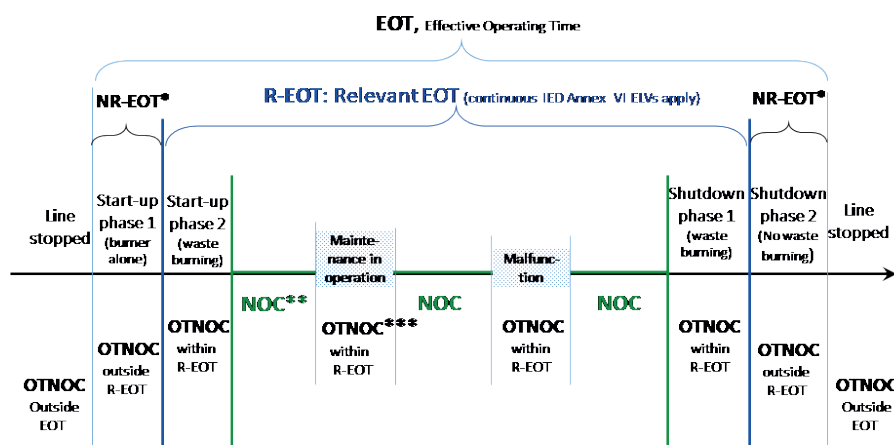 EOT, Effective Operating Time
NR-EOT*
R-EOT: Relevant EOT (continuous IED Annex VI ELVs apply)
NR-EOT*
Line
stopped
Start-up
phase 1
(burner
alone)
Start-up
phase 2
(waste
burning)
Mainte-
nance in
operation
Malfunc-
tion
Shutdown
phase 1
(waste
burning)
Shutdown
phase 2
(No waste
burning)
Line
stopped
NOC**
NOC
NOC
OTNOC
Outside
EOT
OTNOC
outside
R-EOT
OTNOC
within
R-EOT
OTNOC***
within
R-EOT
OTNOC
within
R-EOT
OTNOC
within
R-EOT
OTNOC
outside
R-EOT
OTNOC
Outside
EOT